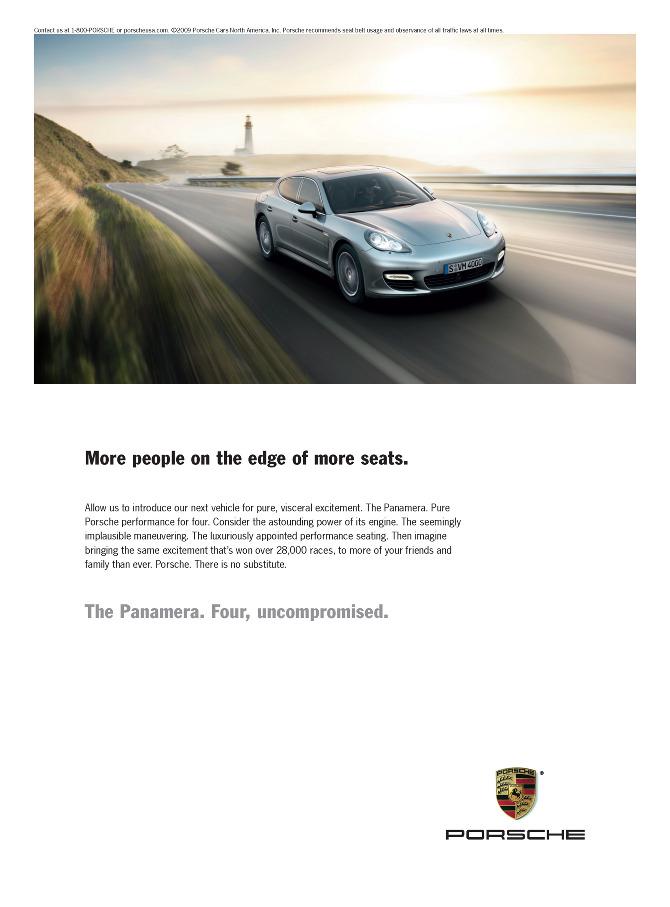 Contact us at 1-800-PORSCHE or porscheusa.com. ©2009 Porsche Cars North America, Inc. Porsche recommends seat belt usage and observance of all traffic laws at all times.
S·VM 4000
More people on the edge of more seats.
Allow us to introduce our next vehicle for pure, visceral excitement. The Panamera. Pure
Porsche performance for four. Consider the astounding power of its engine. The seemingly
implausible maneuvering. The luxuriously appointed performance seating. Then imagine
bringing the same excitement that's won over 28,000 races, to more of your friends and
family than ever. Porsche. There is no substitute.
The Panamera. Four, uncompromised.
PORSCHE
PORSCHE